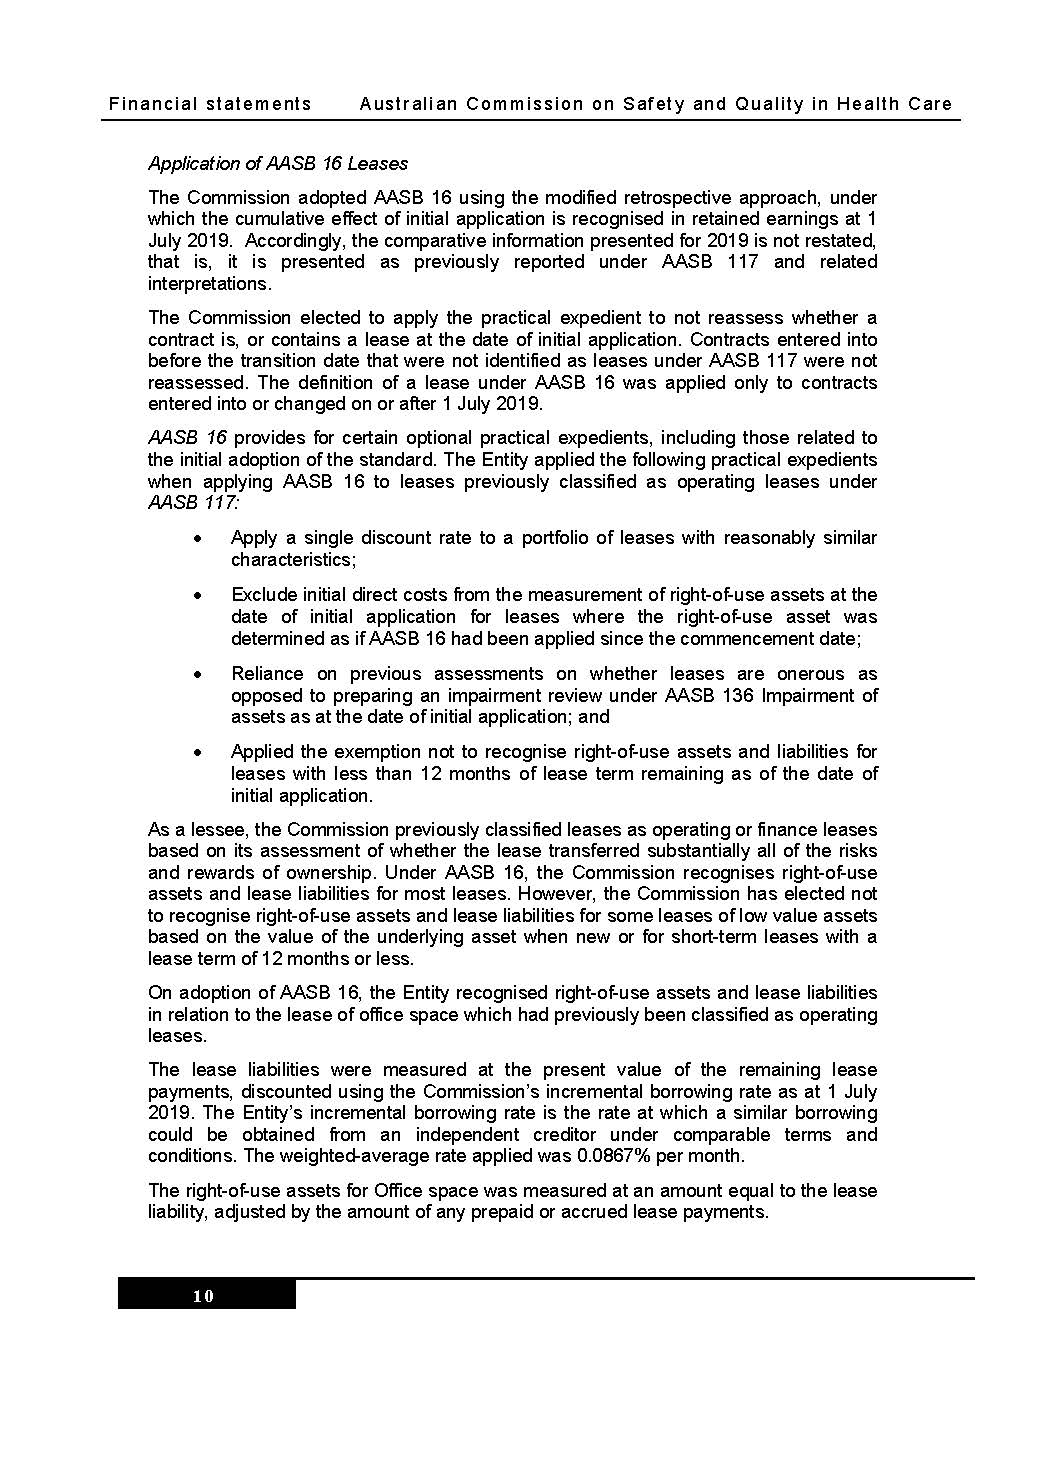 Financial statements Australian Commission on Safety and Quality in Health Care
Application of AASB 16 Leases
The Commission adopted AASB 16 using the modified retrospective approach, under
which the cumulative effect of initial application is recognised in retained earnings at 1
July 2019. Accordingly, the comparative information presented for 2019 is not restated,
that is, it is presented as previously reported under AASB 117 and related
interpretations.
The Commission elected to apply the practical expedient to not reassess whether a
contract is, or contains a lease at the date of initial application. Contracts entered into
before the transition date that were not identified as leases under AASB 117 were not
reassessed. The definition of a lease under AASB 16 was applied only to contracts
entered into or changed on or after 1 July 2019.
AASB 16 provides for certain optional practical expedients, including those related to
the initial adoption of the standard. The Entity applied the following practical expedients
when applying AASB 16 to leases previously classified as operating leases under
AASB 117:
• Apply a single discount rate to a portfolio of leases with reasonably similar
characteristics;
• Exclude initial direct costs from the measurement of right-of-use assets at the
date of initial application for leases where the right-of-use asset was
determined as if AASB 16 had been applied since the commencement date;
• Reliance on previous assessments on whether leases are onerous as
opposed to preparing an impairment review under AASB 136 Impairment of
assets as at the date of initial application; and
• Applied the exemption not to recognise right-of-use assets and liabilities for
leases with less than 12 months of lease term remaining as of the date of
initial application.
As a lessee, the Commission previously classified leases as operating or finance leases
based on its assessment of whether the lease transferred substantially all of the risks
and rewards of ownership. Under AASB 16, the Commission recognises right-of-use
assets and lease liabilities for most leases. However, the Commission has elected not
to recognise right-of-use assets and lease liabilities for some leases of low value assets
based on the value of the underlying asset when new or for short-term leases with a
lease term of 12 months or less.
On adoption of AASB 16, the Entity recognised right-of-use assets and lease liabilities
in relation to the lease of office space which had previously been classified as operating
leases.
The lease liabilities were measured at the present value of the remaining lease
payments, discounted using the Commission's incremental borrowing rate as at 1 July
2019. The Entity's incremental borrowing rate is the rate at which a similar borrowing
could be obtained from an independent creditor under comparable terms and
conditions. The weighted-average rate applied was 0.0867% per month.
The right-of-use assets for Office space was measured at an amount equal to the lease
liability, adjusted by the amount of any prepaid or accrued lease payments.
10